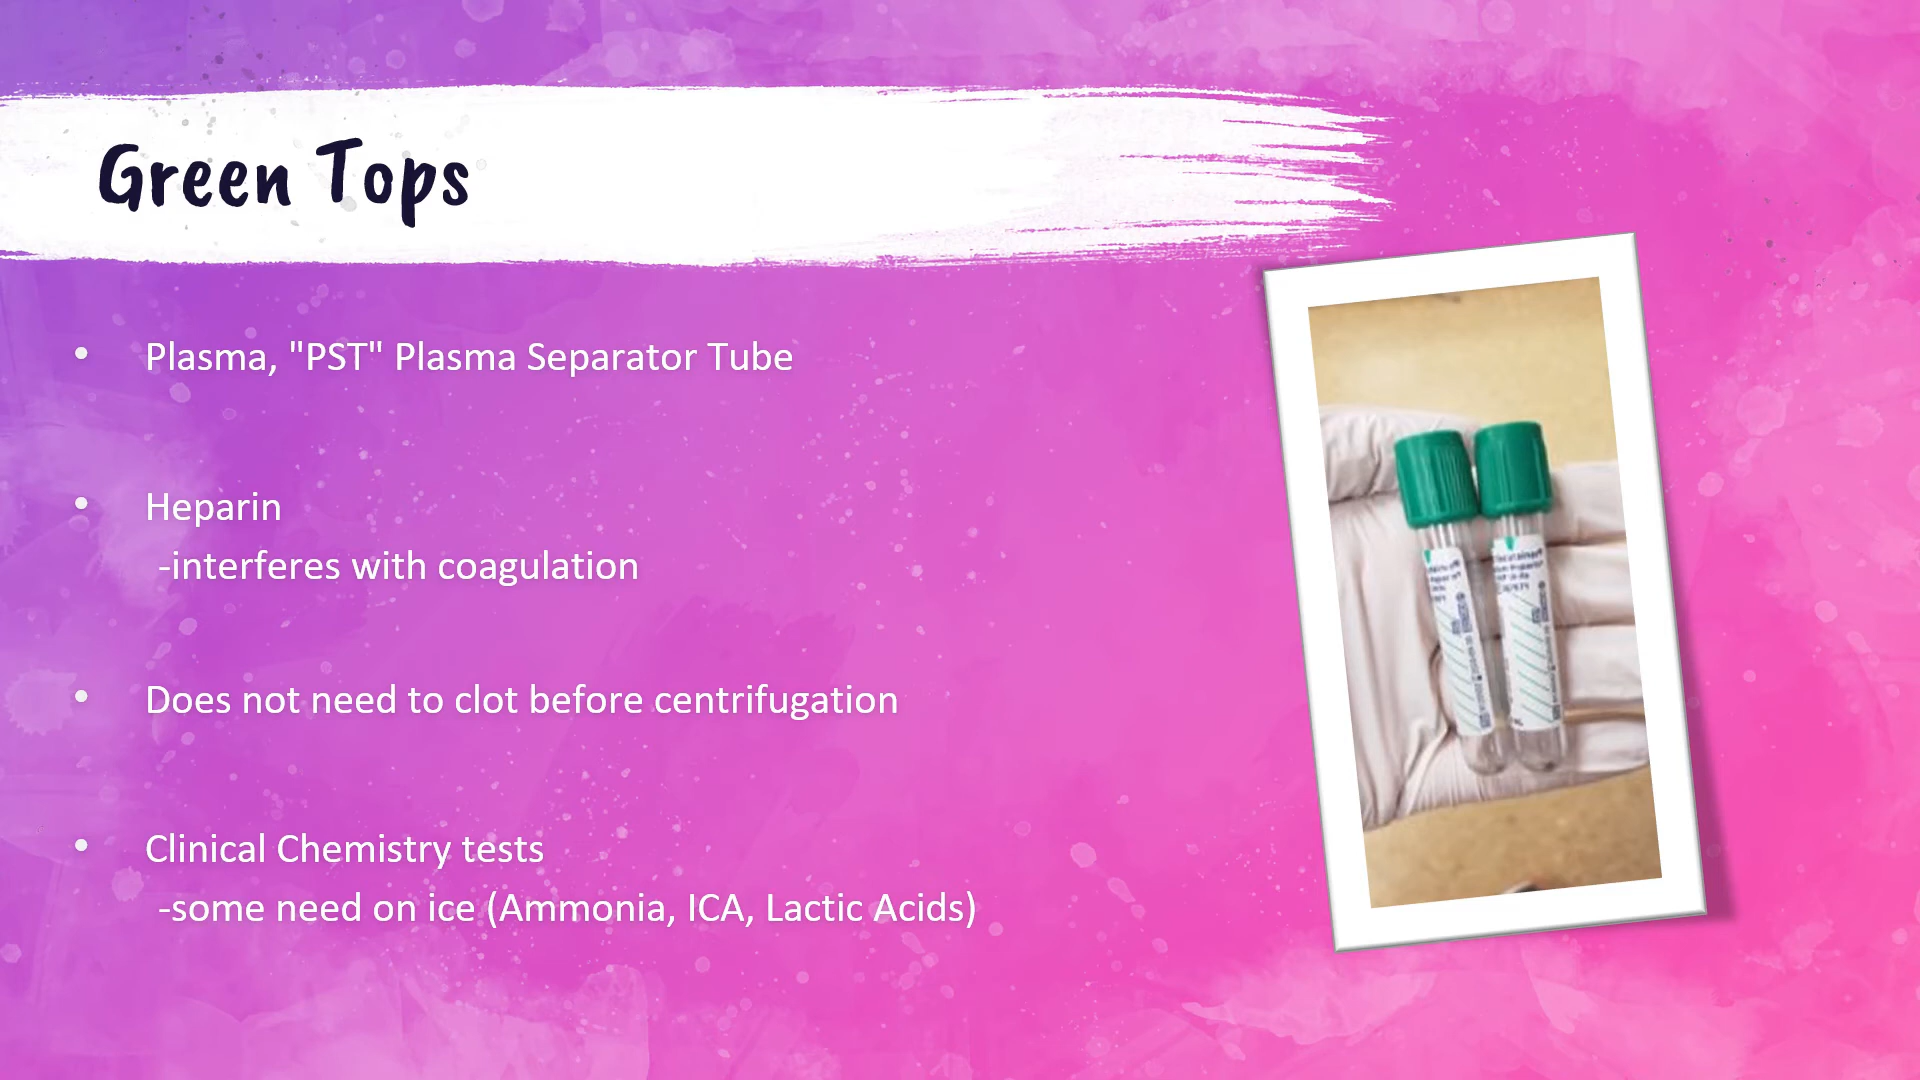 Green Tops
• Plasma, "PST" Plasma Separator Tube
• Heparin
-interferes with coagulation
• Does not need to clot before centrifugation
• Clinical Chemistry tests
-some need on ice (Ammonia, ICA, Lactic Acids)